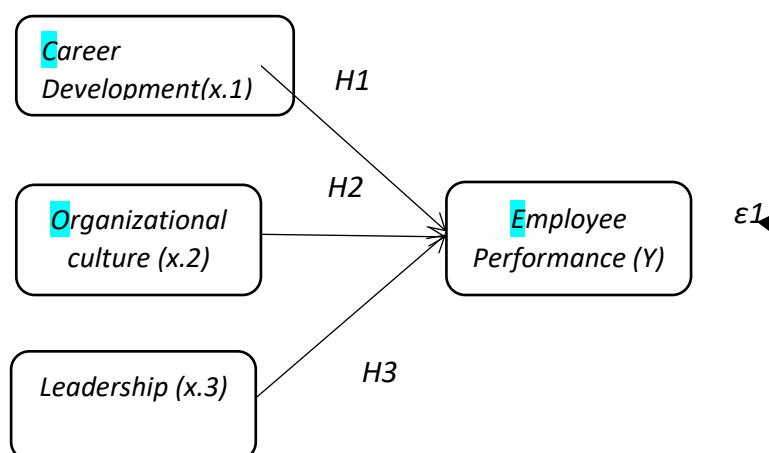 Career
Development(x.1)
H1
H2
Organizational
culture (x.2)
Employee
Performance (Y)
ε1
Leadership (x.3)
H3